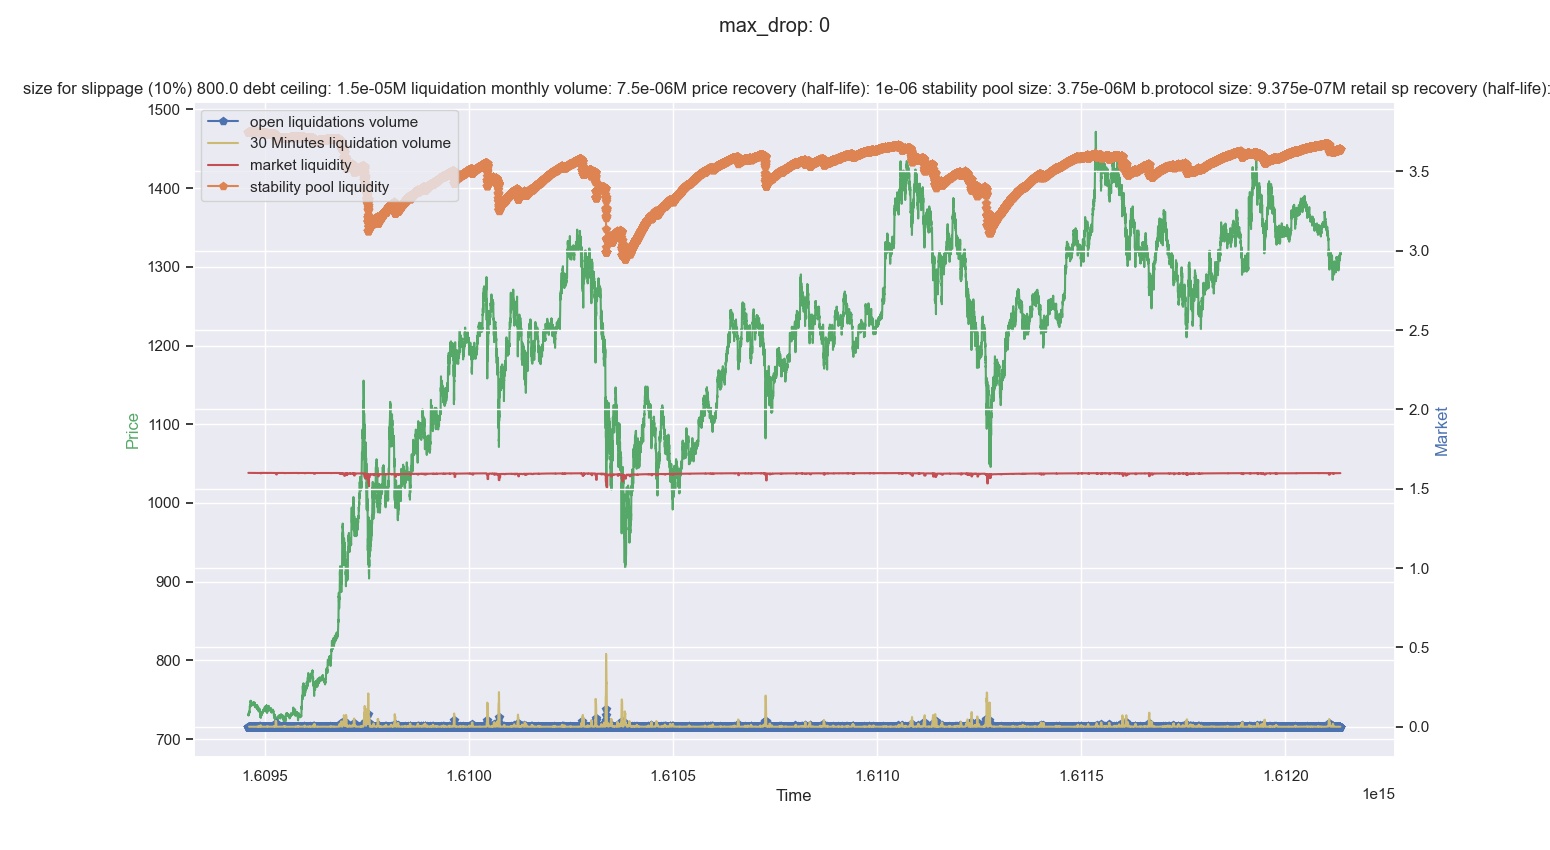 max_drop: 0
size for slippage (10%) 800.0 debt ceiling: 1.5e-05M liquidation monthly volume: 7.5e-06M price recovery (half-life): 1e-06 stability pool size: 3.75e-06M b.protocol size: 9.375e-07M retail sp recovery (half-life):
open liquidations volume
30 Minutes liquidation volume
market liquidity
stability pool liquidity
1500
1400
1300
1200
1100
1000
900
800
700
Price
3.5
3.0
2.5
2.0
1.5
1.0
0.5
0.0
Market
1.6095 1.6100 1.6105 1.6110 1.6115 1.6120
Time
1e15